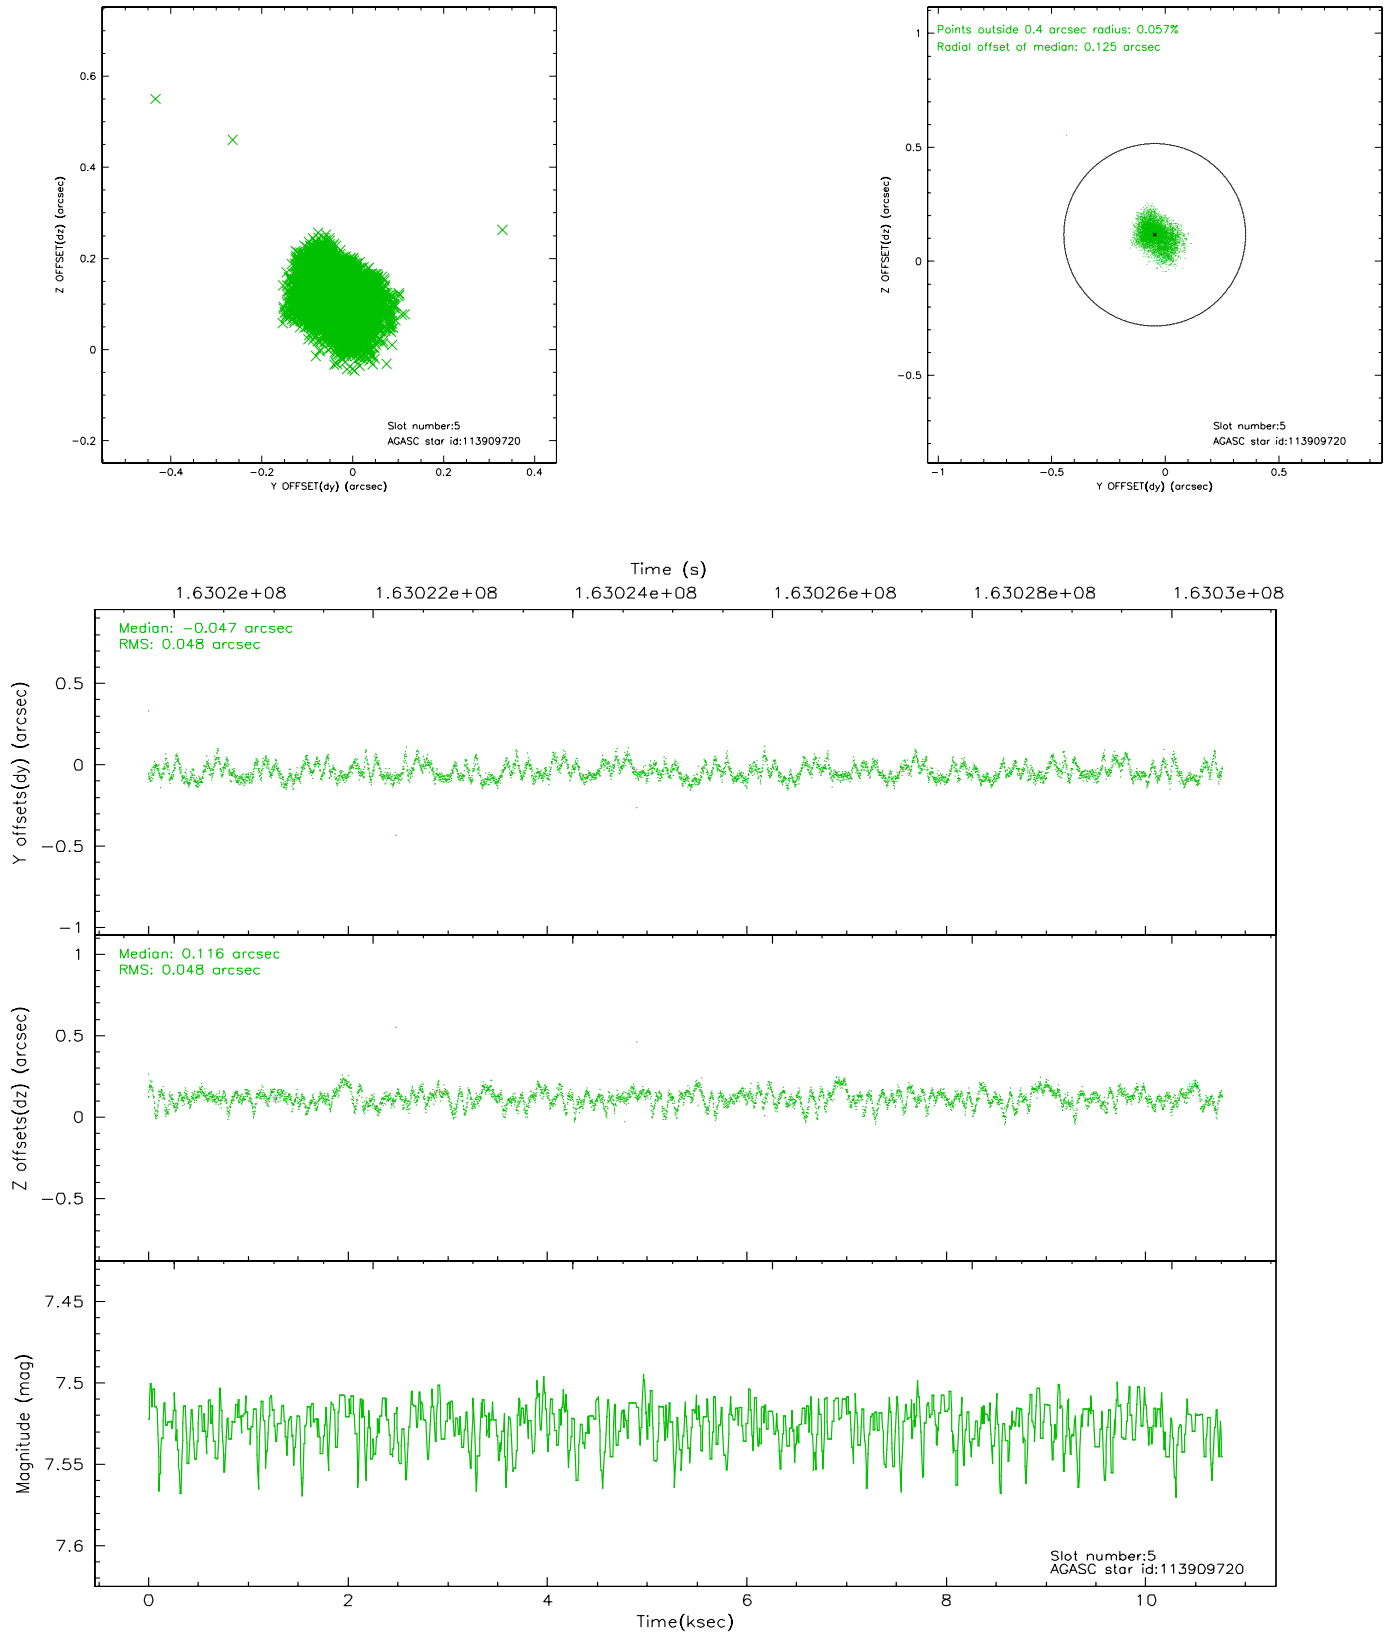 0.6
0.4
0.2
0
−0.2
Z OFFSET(dz) (arcsec)
Slot number:5
AGASC star id:113909720
−0.4 −0.2 0 0.2 0.4
Y OFFSET(dy) (arcsec)
Points outside 0.4 arcsec radius: 0.057%
Radial offset of median: 0.125 arcsec
1
0.5
0
−0.5
Z OFFSET(dz) (arcsec)
Slot number:5
AGASC star id:113909720
−1 −0.5 0 0.5
Y OFFSET(dy) (arcsec)
Time (s)
1.6302e+08 1.63022e+08 1.63024e+08 1.63026e+08 1.63028e+08 1.6303e+08
Median: −0.047 arcsec
RMS: 0.048 arcsec
0.5
0
−0.5
−1
Y offsets(dy) (arcsec)
Median: 0.116 arcsec
RMS: 0.048 arcsec
1
0.5
0
−0.5
Z offsets(dz) (arcsec)
7.45
7.5
7.55
7.6
Magnitude (mag)
Slot number:5
AGASC star id:113909720
0 2 4 6 8 10
Time(ksec)